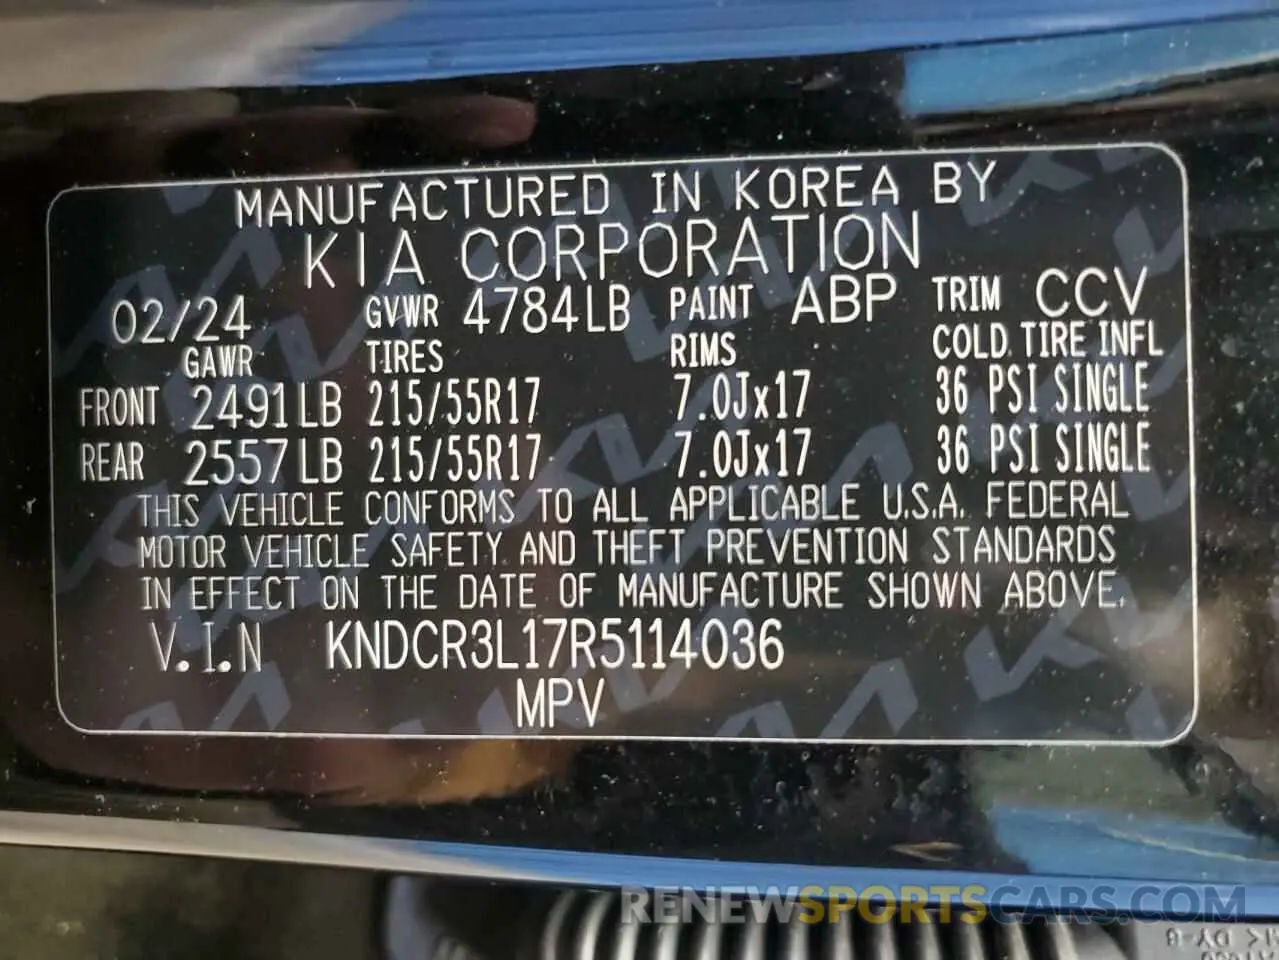 MANUFACTURED IN KOREA BY
KIA CORPORATION
02/24 GVWR 4784LB PAINT ABP TRIM CCV
GAWR TIRES RIMS COLD TIRE INFL
FRONT 2491LB 215/55R17 7.0Jx17 36 PSI SINGLE
REAR 2557LB 215/55R17 7.0Jx17 36 PSI SINGLE
THIS VEHICLE CONFORMS TO ALL APPLICABLE U.S.A. FEDERAL
MOTOR VEHICLE SAFETY AND THEFT PREVENTION STANDARDS
IN EFFECT ON THE DATE OF MANUFACTURE SHOWN ABOVE.
V.I.N KNDCR3L17R5114036
MPV
RENEWSPORTSCARS.COM